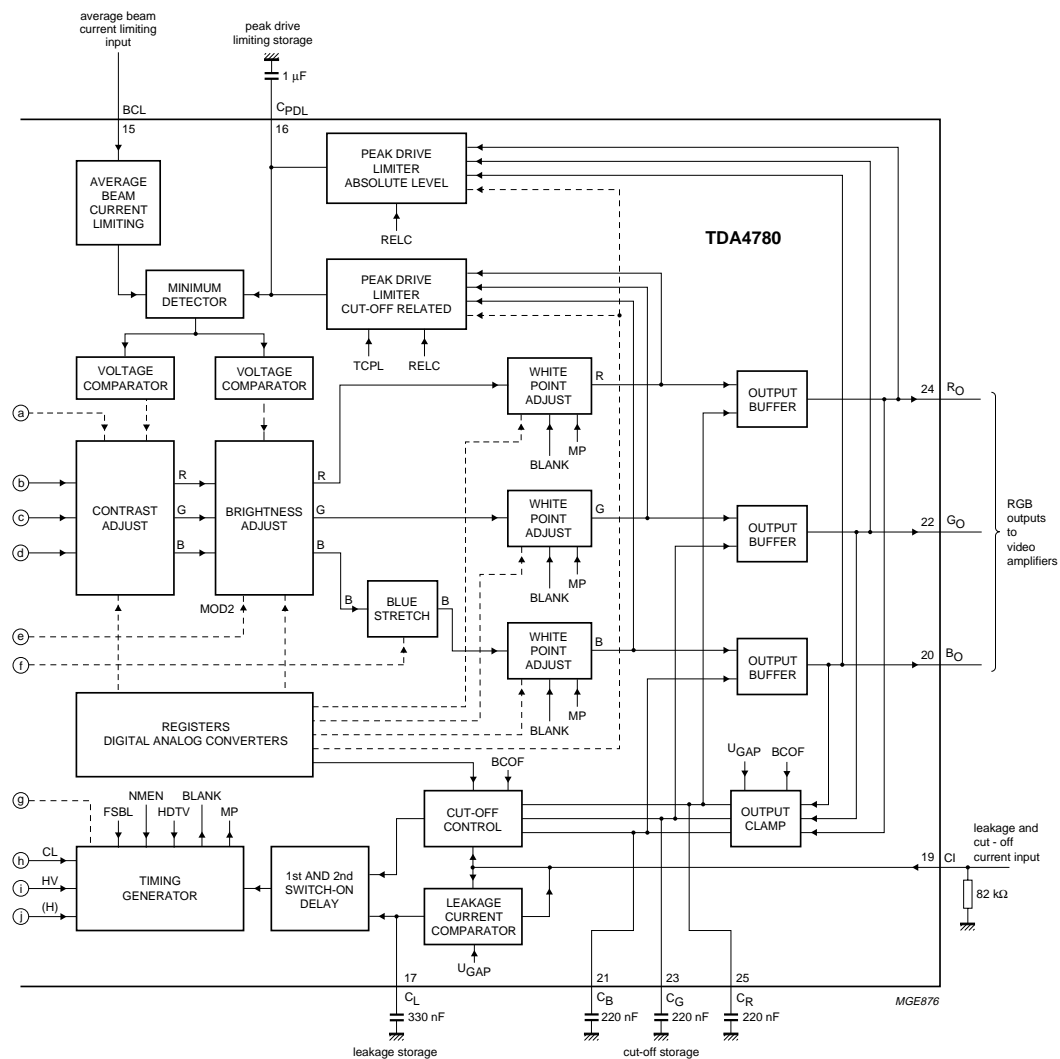 average beam
current limiting
input
peak drive
limiting storage
1 µF
BCL
CPDL
15
16
PEAK DRIVE
LIMITER
ABSOLUTE LEVEL
AVERAGE
BEAM
CURRENT
LIMITING
RELC
TDA4780
MINIMUM
DETECTOR
PEAK DRIVE
LIMITER
CUT-OFF RELATED
TCPL
RELC
VOLTAGE
COMPARATOR
VOLTAGE
COMPARATOR
WHITE
POINT
ADJUST
R
OUTPUT
BUFFER
24
RO
a
MP
BLANK
b
R
R
c
CONTRAST
ADJUST
G
BRIGHTNESS
ADJUST
G
WHITE
POINT
ADJUST
G
OUTPUT
BUFFER
22
GO
RGB
outputs
to
video
amplifiers
d
B
B
MP
BLANK
MOD2
B
BLUE
STRETCH
B
e
f
WHITE
POINT
ADJUST
B
OUTPUT
BUFFER
20
BO
MP
BLANK
REGISTERS
DIGITAL ANALOG CONVERTERS
BCOF
UGAP
BCOF
g
NMEN
BLANK
FSBL
HDTV
MP
CUT-OFF
CONTROL
OUTPUT
CLAMP
leakage and
cut - off
current input
h
CL
i
HV
j
(H)
TIMING
GENERATOR
1st AND 2nd
SWITCH-ON
DELAY
LEAKAGE
CURRENT
COMPARATOR
19
CI
82 kΩ
UGAP
17
21
23
25
CL
CB
CG
CR
MGE876
330 nF
220 nF
220 nF
220 nF
leakage storage
cut-off storage